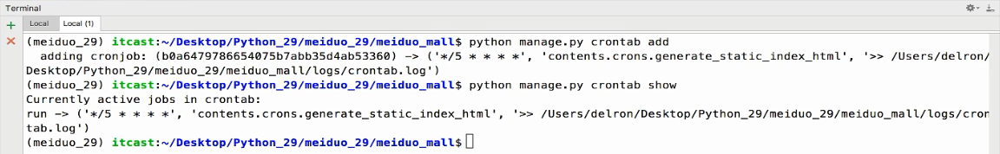 Terminal
Local Local (1)
(meiduo_29) itcast:~/Desktop/Python_29/meiduo_29/meiduo_mall$ python manage.py crontab add
adding cronjob: (b0a6479786654075b7abb35d4ab53360) -> ('*/5 * * * *', 'contents.crons.generate_static_index_html', '>> /Users/delron/
Desktop/Python_29/meiduo_29/meiduo_mall/logs/crontab.log')
(meiduo_29) itcast:~/Desktop/Python_29/meiduo_29/meiduo_mall$ python manage.py crontab show
Currently active jobs in crontab:
run -> ('*/5 * * * *', 'contents.crons.generate_static_index_html', '>> /Users/delron/Desktop/Python_29/meiduo_29/meiduo_mall/logs/cron
tab.log')
(meiduo_29) itcast:~/Desktop/Python_29/meiduo_29/meiduo_mall$